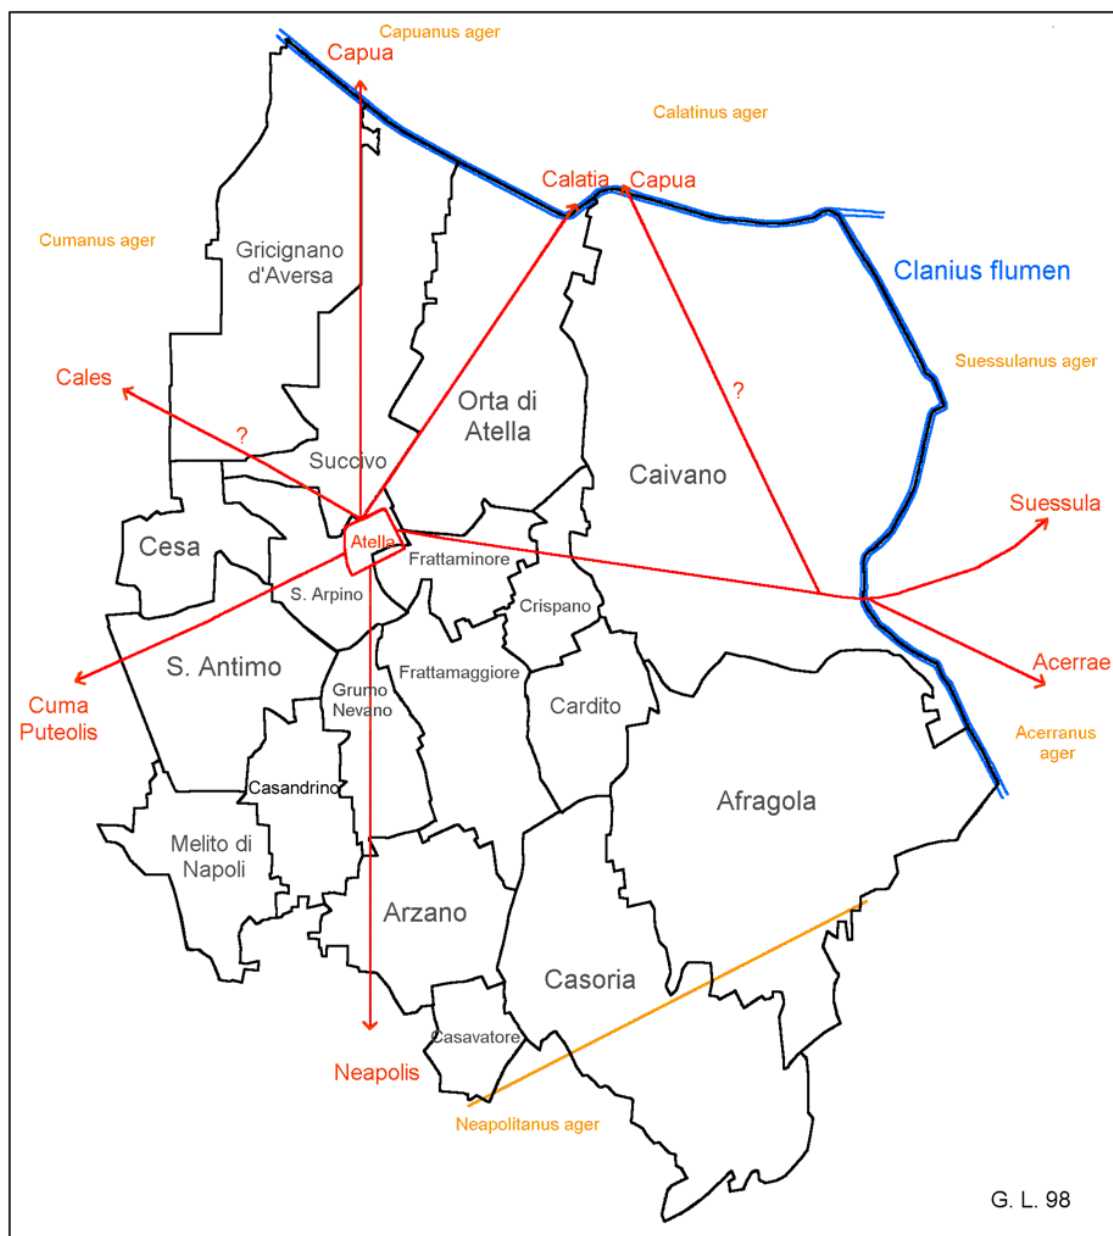 Capuanus ager
Capua
Calatinus ager
Calatia
Capua
Cumanus ager
Gricignano
d'Aversa
Clanius flumen
Suessulanus ager
Cales
?
?
Orta di
Atella
Succivo
Caivano
Suessula
Cesa
Atella
Frattaminore
S. Arpino
Crispano
S. Antimo
Frattamaggiore
Acerrae
Grumo
Nevano
Cardito
Cuma
Puteolis
Acerranus
ager
Casandrino
Afragola
Melito di
Napoli
Arzano
Casoria
Casavatore
Neapolis
Neapolitanus ager
G. L. 98